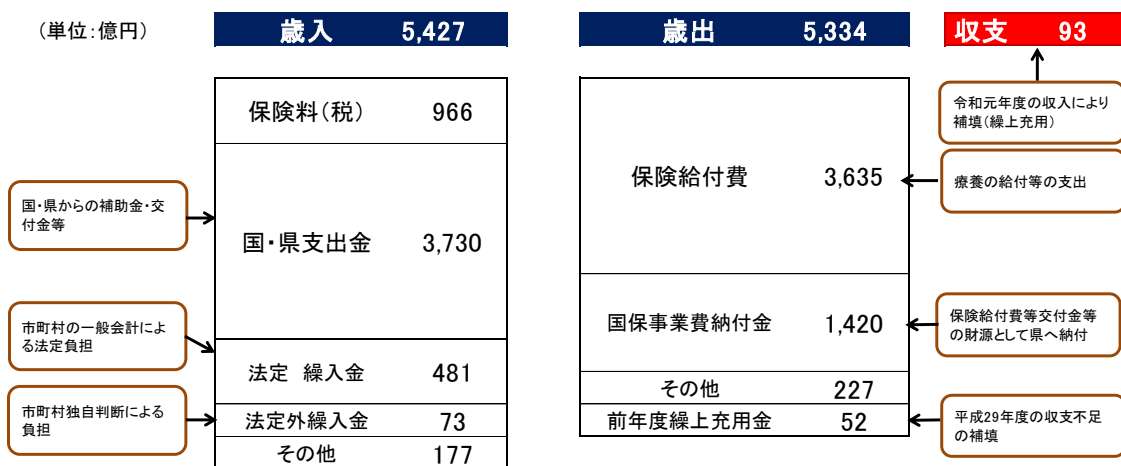 (単位:億円)
歳入 5,427
歳出 5,334
収支 93
保険料(税) 966
国・県支出金 3,730
法定 繰入金 481
法定外繰入金 73
その他 177
国・県からの補助金・交
付金等
市町村の一般会計によ
る法定負担
市町村独自判断による
負担
保険給付費 3,635
国保事業費納付金 1,420
その他 227
前年度繰上充用金 52
令和元年度の収入により
補填(繰上充用)
療養の給付等の支出
保険給付費等交付金等
の財源として県へ納付
平成29年度の収支不足
の補填